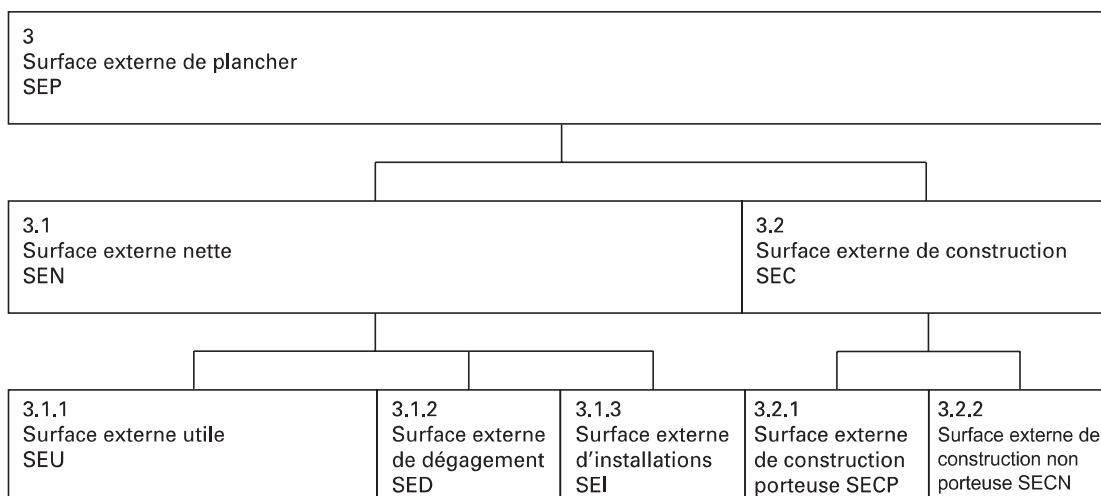 3
Surface externe de plancher
SEP
3.1
Surface externe nette
SEN
3.2
Surface externe de construction
SEC
3.1.1
Surface externe utile
SEU
3.1.2
Surface externe
de dégagement
SED
3.1.3
Surface externe
d'installations
SEI
3.2.1
Surface externe
de construction
porteuse SECP
3.2.2
Surface externe de
construction non
porteuse SECN